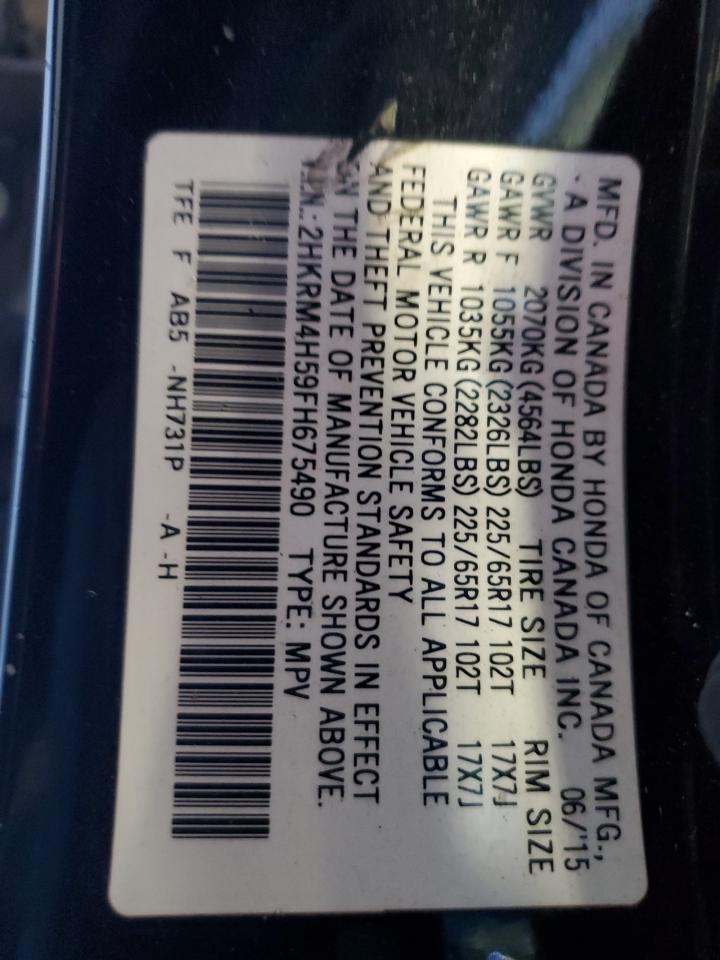 MFD. IN CANADA BY HONDA OF CANADA MFG.,
A DIVISION OF HONDA CANADA INC. 06/'15
GVWR 2070KG (4564LBS) TIRE SIZE RIM SIZE
GAWR F 1055KG (2326LBS) 225/65R17 102T 17X7J
GAWR R 1035KG (2282LBS) 225/65R17 102T 17X7J
THIS VEHICLE CONFORMS TO ALL APPLICABLE
FEDERAL MOTOR VEHICLE SAFETY
AND THEFT PREVENTION STANDARDS IN EFFECT
ON THE DATE OF MANUFACTURE SHOWN ABOVE.
V.I.N.: 2HKRM4H59FH675490 TYPE: MPV
TFE F AB5 -NH731P -A -H